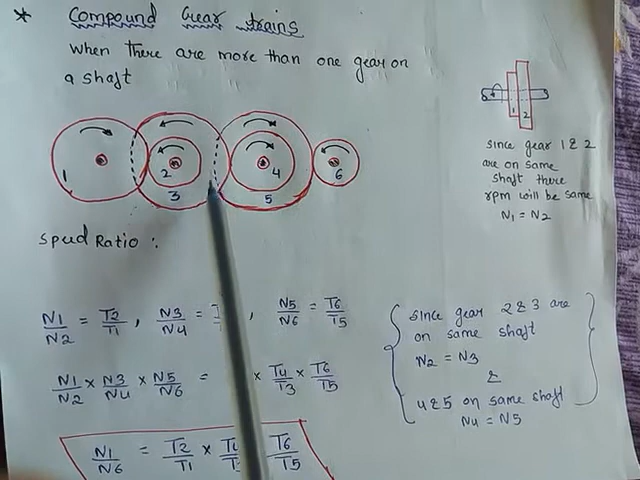 * Compound Gear trains
When there are more than one gear on
a shaft
1
2
3
4
5
6
1
2
since gear 1 & 2
are on same
shaft there
rpm will be same
N1 = N2
Speed Ratio :
N1/N2 = T2/T1 , N3/N4 = , N5/N6 = T6/T5
N1/N2 × N3/N4 × N5/N6 = × T4/T3 × T6/T5
N1/N6 = T2/T1 × T6/T5
since gear 2 & 3 are
on same shaft
N2 = N3
&
4 & 5 on same shaft
N4 = N5